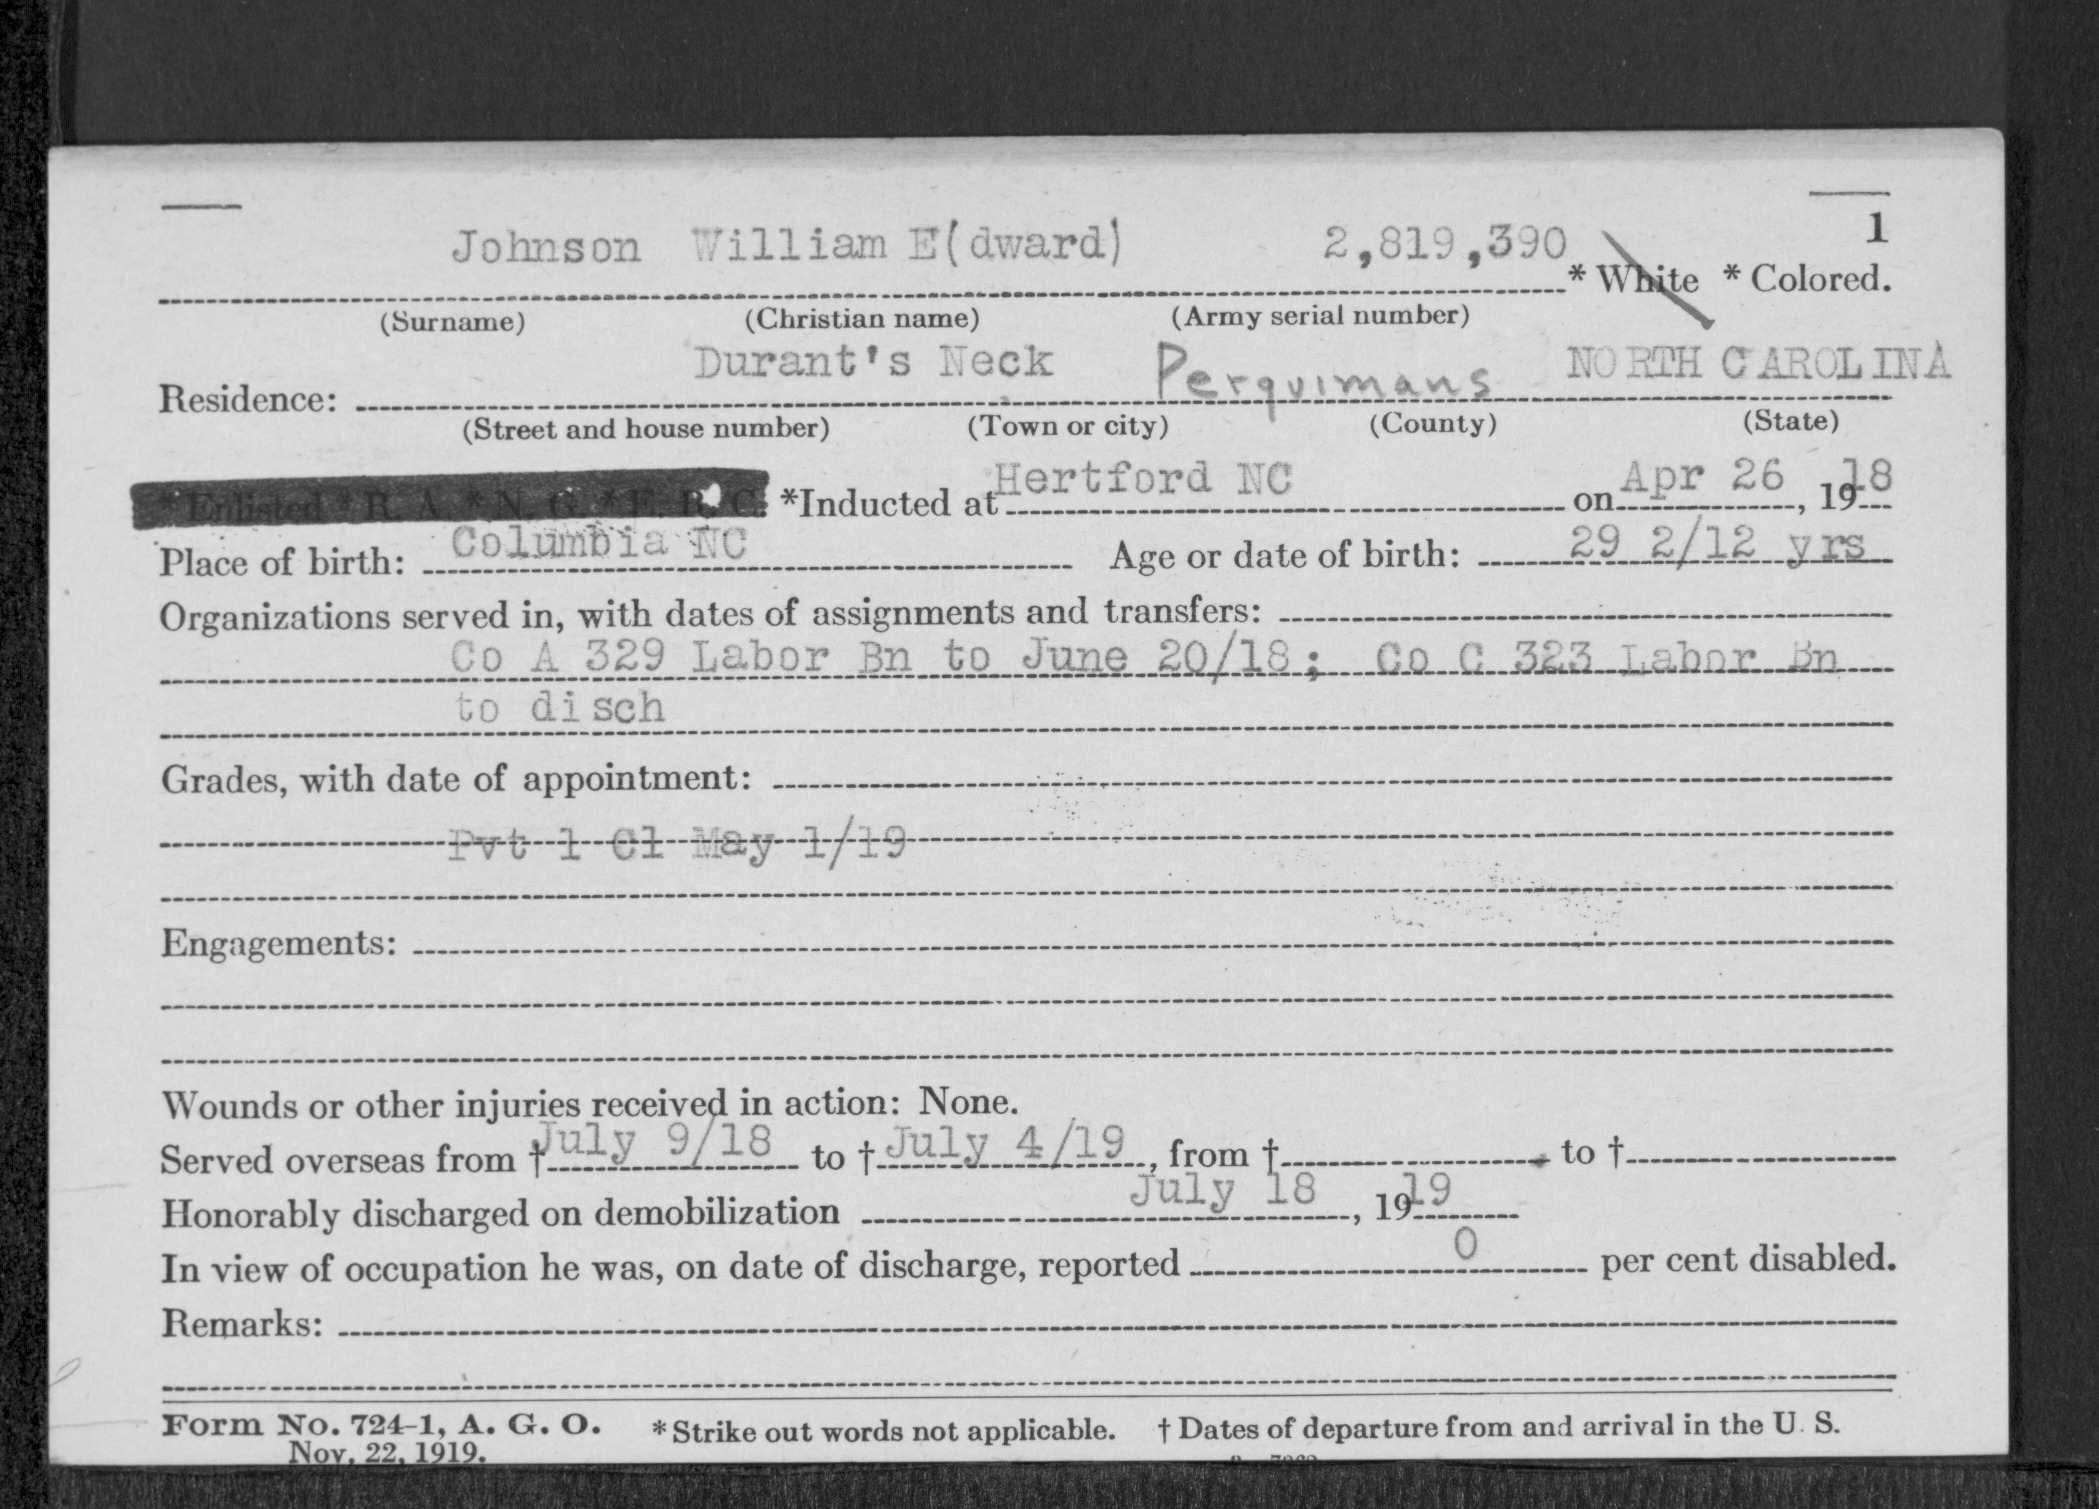 1
Johnson William E(dward) 2,819,390 * White * Colored.
(Surname) (Christian name) (Army serial number)
Residence: Durant's Neck Perquimans NORTH CAROLINA
(Street and house number) (Town or city) (County) (State)
* Enlisted * R. A. * N. G. * E. R. C. *Inducted at Hertford NC on Apr 26, 1918
Place of birth: Columbia NC Age or date of birth: 29 2/12 yrs
Organizations served in, with dates of assignments and transfers:
Co A 329 Labor Bn to June 20/18; Co C 323 Labor Bn
to disch
Grades, with date of appointment:
Pvt 1 Cl May 1/19
Engagements:
Wounds or other injuries received in action: None.
Served overseas from † July 9/18 to † July 4/19, from † to †
Honorably discharged on demobilization July 18, 1919
In view of occupation he was, on date of discharge, reported 0 per cent disabled.
Remarks:
Form No. 724-1, A. G. O. *Strike out words not applicable. † Dates of departure from and arrival in the U. S.
Nov. 22, 1919.